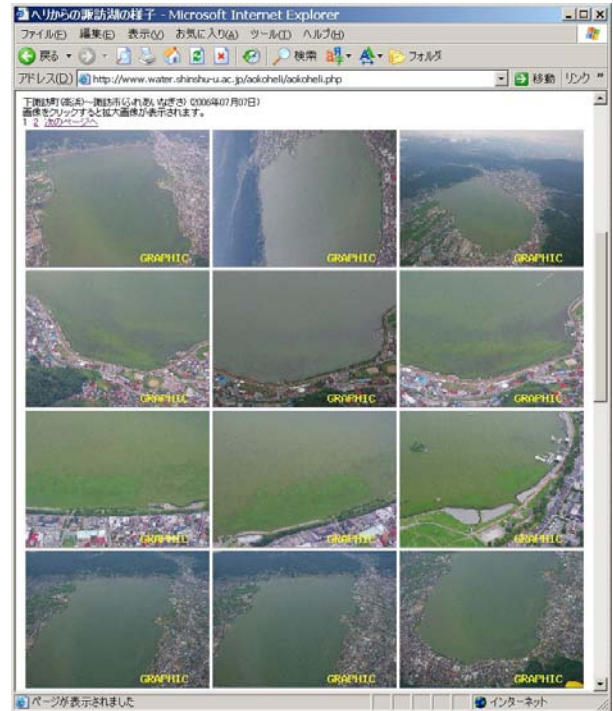 ヘリからの諏訪湖の様子 - Microsoft Internet Explorer
ファイル(F) 編集(E) 表示(V) お気に入り(A) ツール(T) ヘルプ(H)
戻る 検索 フォルダ
アドレス(D) http://www.water.shinshu-u.ac.jp/aokoheli/aokoheli.php 移動 リンク »
下諏訪町(高浜)~諏訪市(ふれあいなぎさ) (2006年07月07日)
画像をクリックすると拡大画像が表示されます。
1 2 次のページへ
GRAPHIC GRAPHIC GRAPHIC
GRAPHIC GRAPHIC GRAPHIC
GRAPHIC GRAPHIC GRAPHIC
GRAPHIC GRAPHIC GRAPHIC
ページが表示されました インターネット